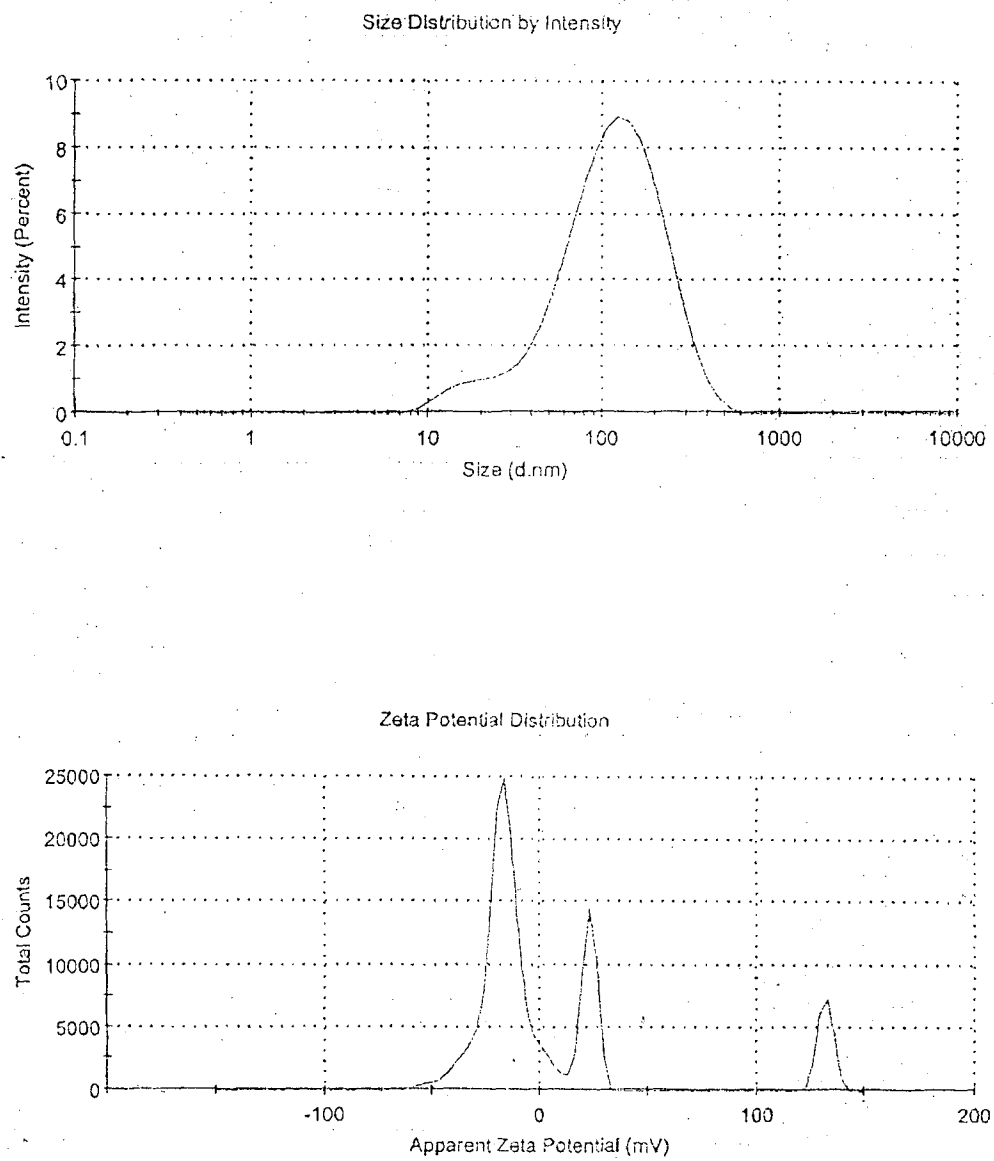 Size Distribution by Intensity
10
8
6
4
2
0
Intensity (Percent)
0.1 1 10 100 1000 10000
Size (d.nm)
Zeta Potential Distribution
25000
20000
15000
10000
5000
0
Total Counts
-100 0 100 200
Apparent Zeta Potential (mV)